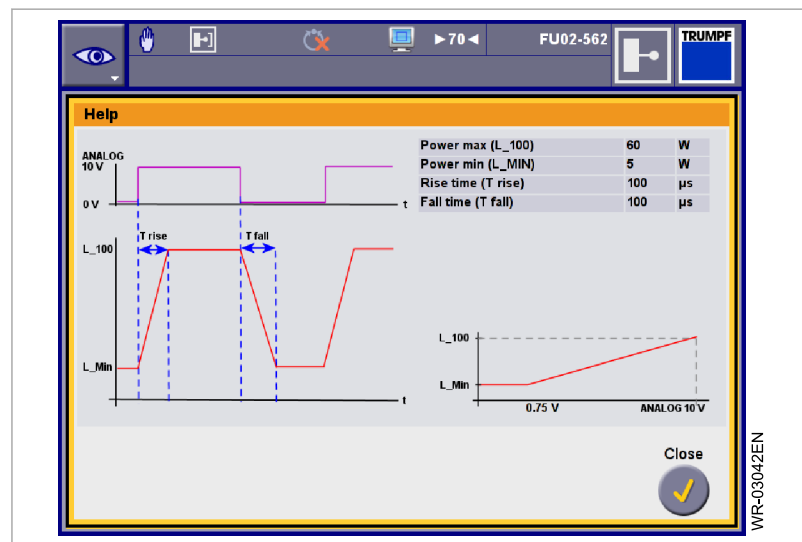 ►70◄
FU02-562
TRUMPF
Help
ANALOG
10 V
0 V
t
T rise
T fall
L_100
L_Min
t
Power max (L_100) 60 W
Power min (L_MIN) 5 W
Rise time (T rise) 100 µs
Fall time (T fall) 100 µs
L_100
L_Min
0.75 V
ANALOG 10 V
Close
WR-03042EN